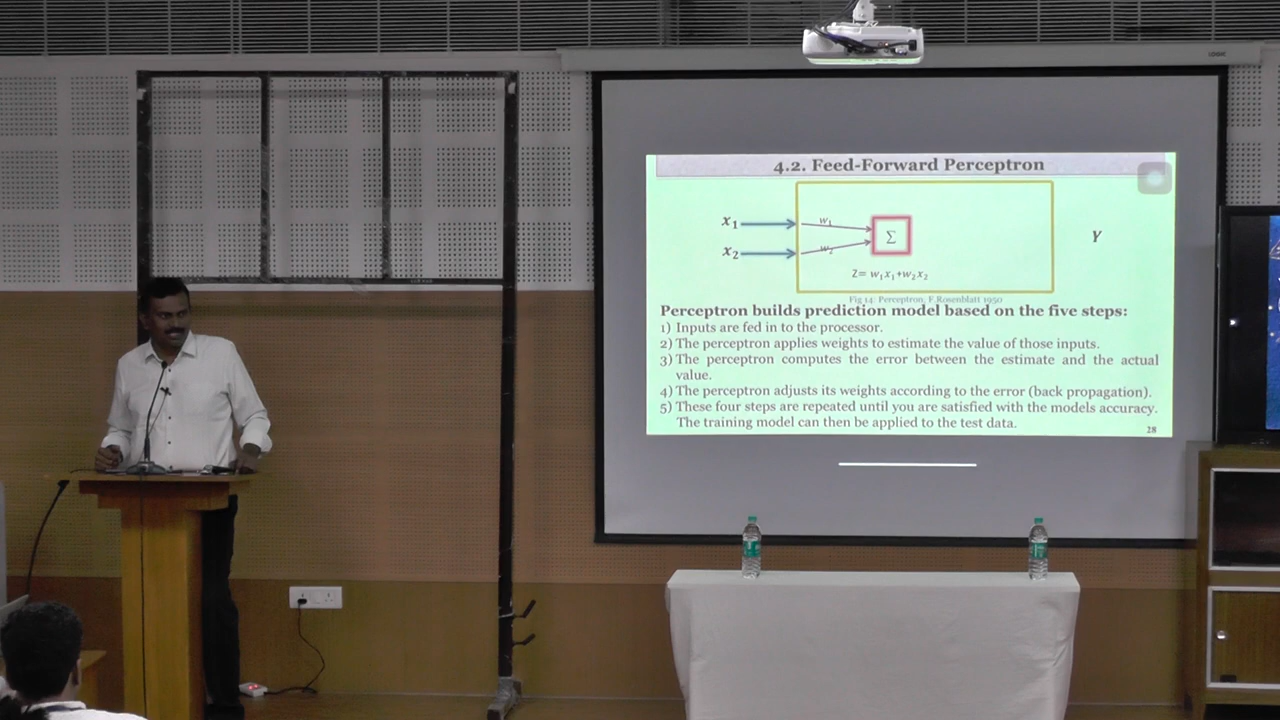 LOGIC
4.2. Feed-Forward Perceptron
x₁
w₁
Σ
Y
x₂
w₂
Z= w₁x₁+w₂x₂
Fig 14: Perceptron, F.Rosenblatt 1950
Perceptron builds prediction model based on the five steps:
1) Inputs are fed in to the processor.
2) The perceptron applies weights to estimate the value of those inputs.
3) The perceptron computes the error between the estimate and the actual
value.
4) The perceptron adjusts its weights according to the error (back propagation).
5) These four steps are repeated until you are satisfied with the models accuracy.
The training model can then be applied to the test data.
28